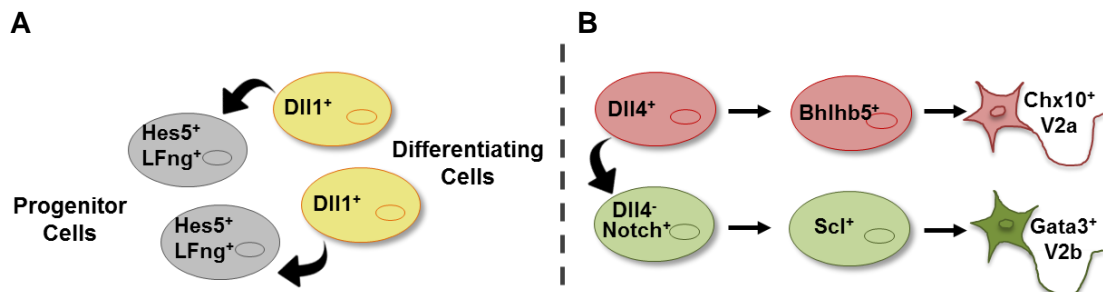 A
Dll1⁺
Hes5⁺
LFng⁺
Differentiating
Cells
Dll1⁺
Progenitor
Cells
Hes5⁺
LFng⁺
B
Dll4⁺
Bhlhb5⁺
Chx10⁺
V2a
Dll4⁻
Notch⁺
Scl⁺
Gata3⁺
V2b